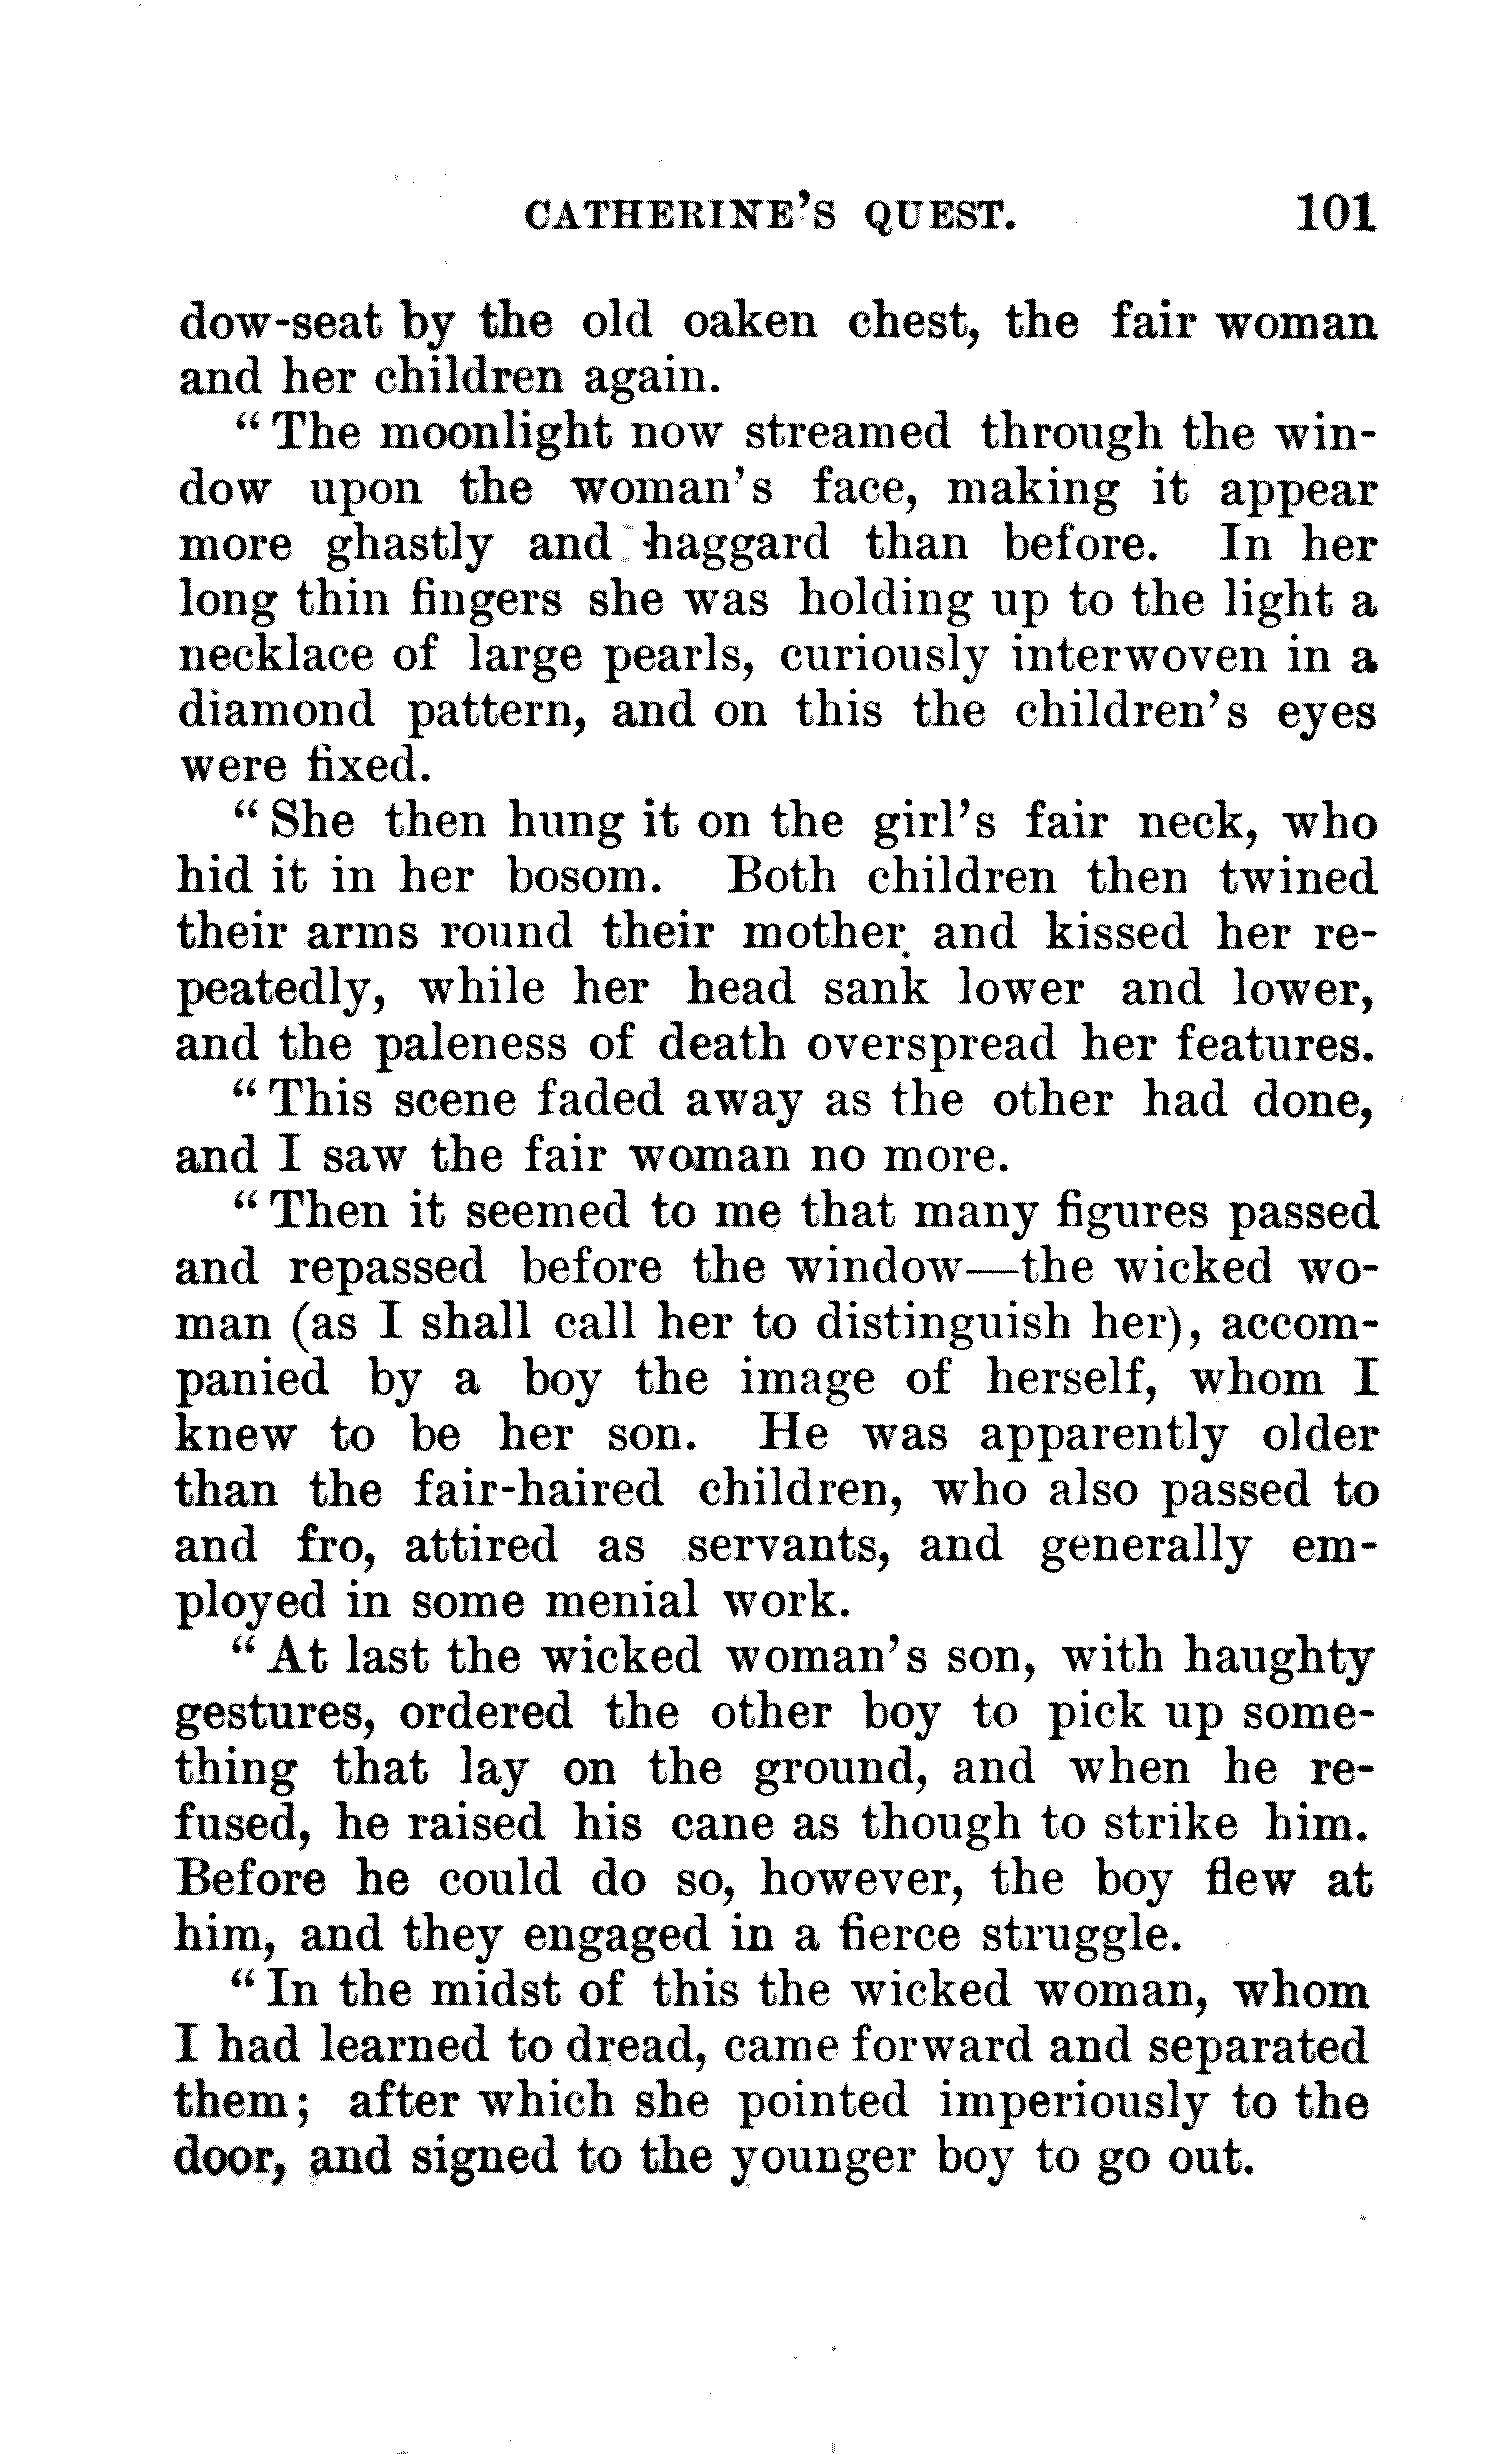 CATHERINE'S QUEST. 101
dow-seat by the old oaken chest, the fair woman
and her children again.
"The moonlight now streamed through the win-
dow upon the woman's face, making it appear
more ghastly and haggard than before. In her
long thin fingers she was holding up to the light a
necklace of large pearls, curiously interwoven in a
diamond pattern, and on this the children's eyes
were fixed.
"She then hung it on the girl's fair neck, who
hid it in her bosom. Both children then twined
their arms round their mother and kissed her re-
peatedly, while her head sank lower and lower,
and the paleness of death overspread her features.
"This scene faded away as the other had done,
and I saw the fair woman no more.
"Then it seemed to me that many figures passed
and repassed before the window—the wicked wo-
man (as I shall call her to distinguish her), accom-
panied by a boy the image of herself, whom I
knew to be her son. He was apparently older
than the fair-haired children, who also passed to
and fro, attired as servants, and generally em-
ployed in some menial work.
"At last the wicked woman's son, with haughty
gestures, ordered the other boy to pick up some-
thing that lay on the ground, and when he re-
fused, he raised his cane as though to strike him.
Before he could do so, however, the boy flew at
him, and they engaged in a fierce struggle.
"In the midst of this the wicked woman, whom
I had learned to dread, came forward and separated
them; after which she pointed imperiously to the
door, and signed to the younger boy to go out.